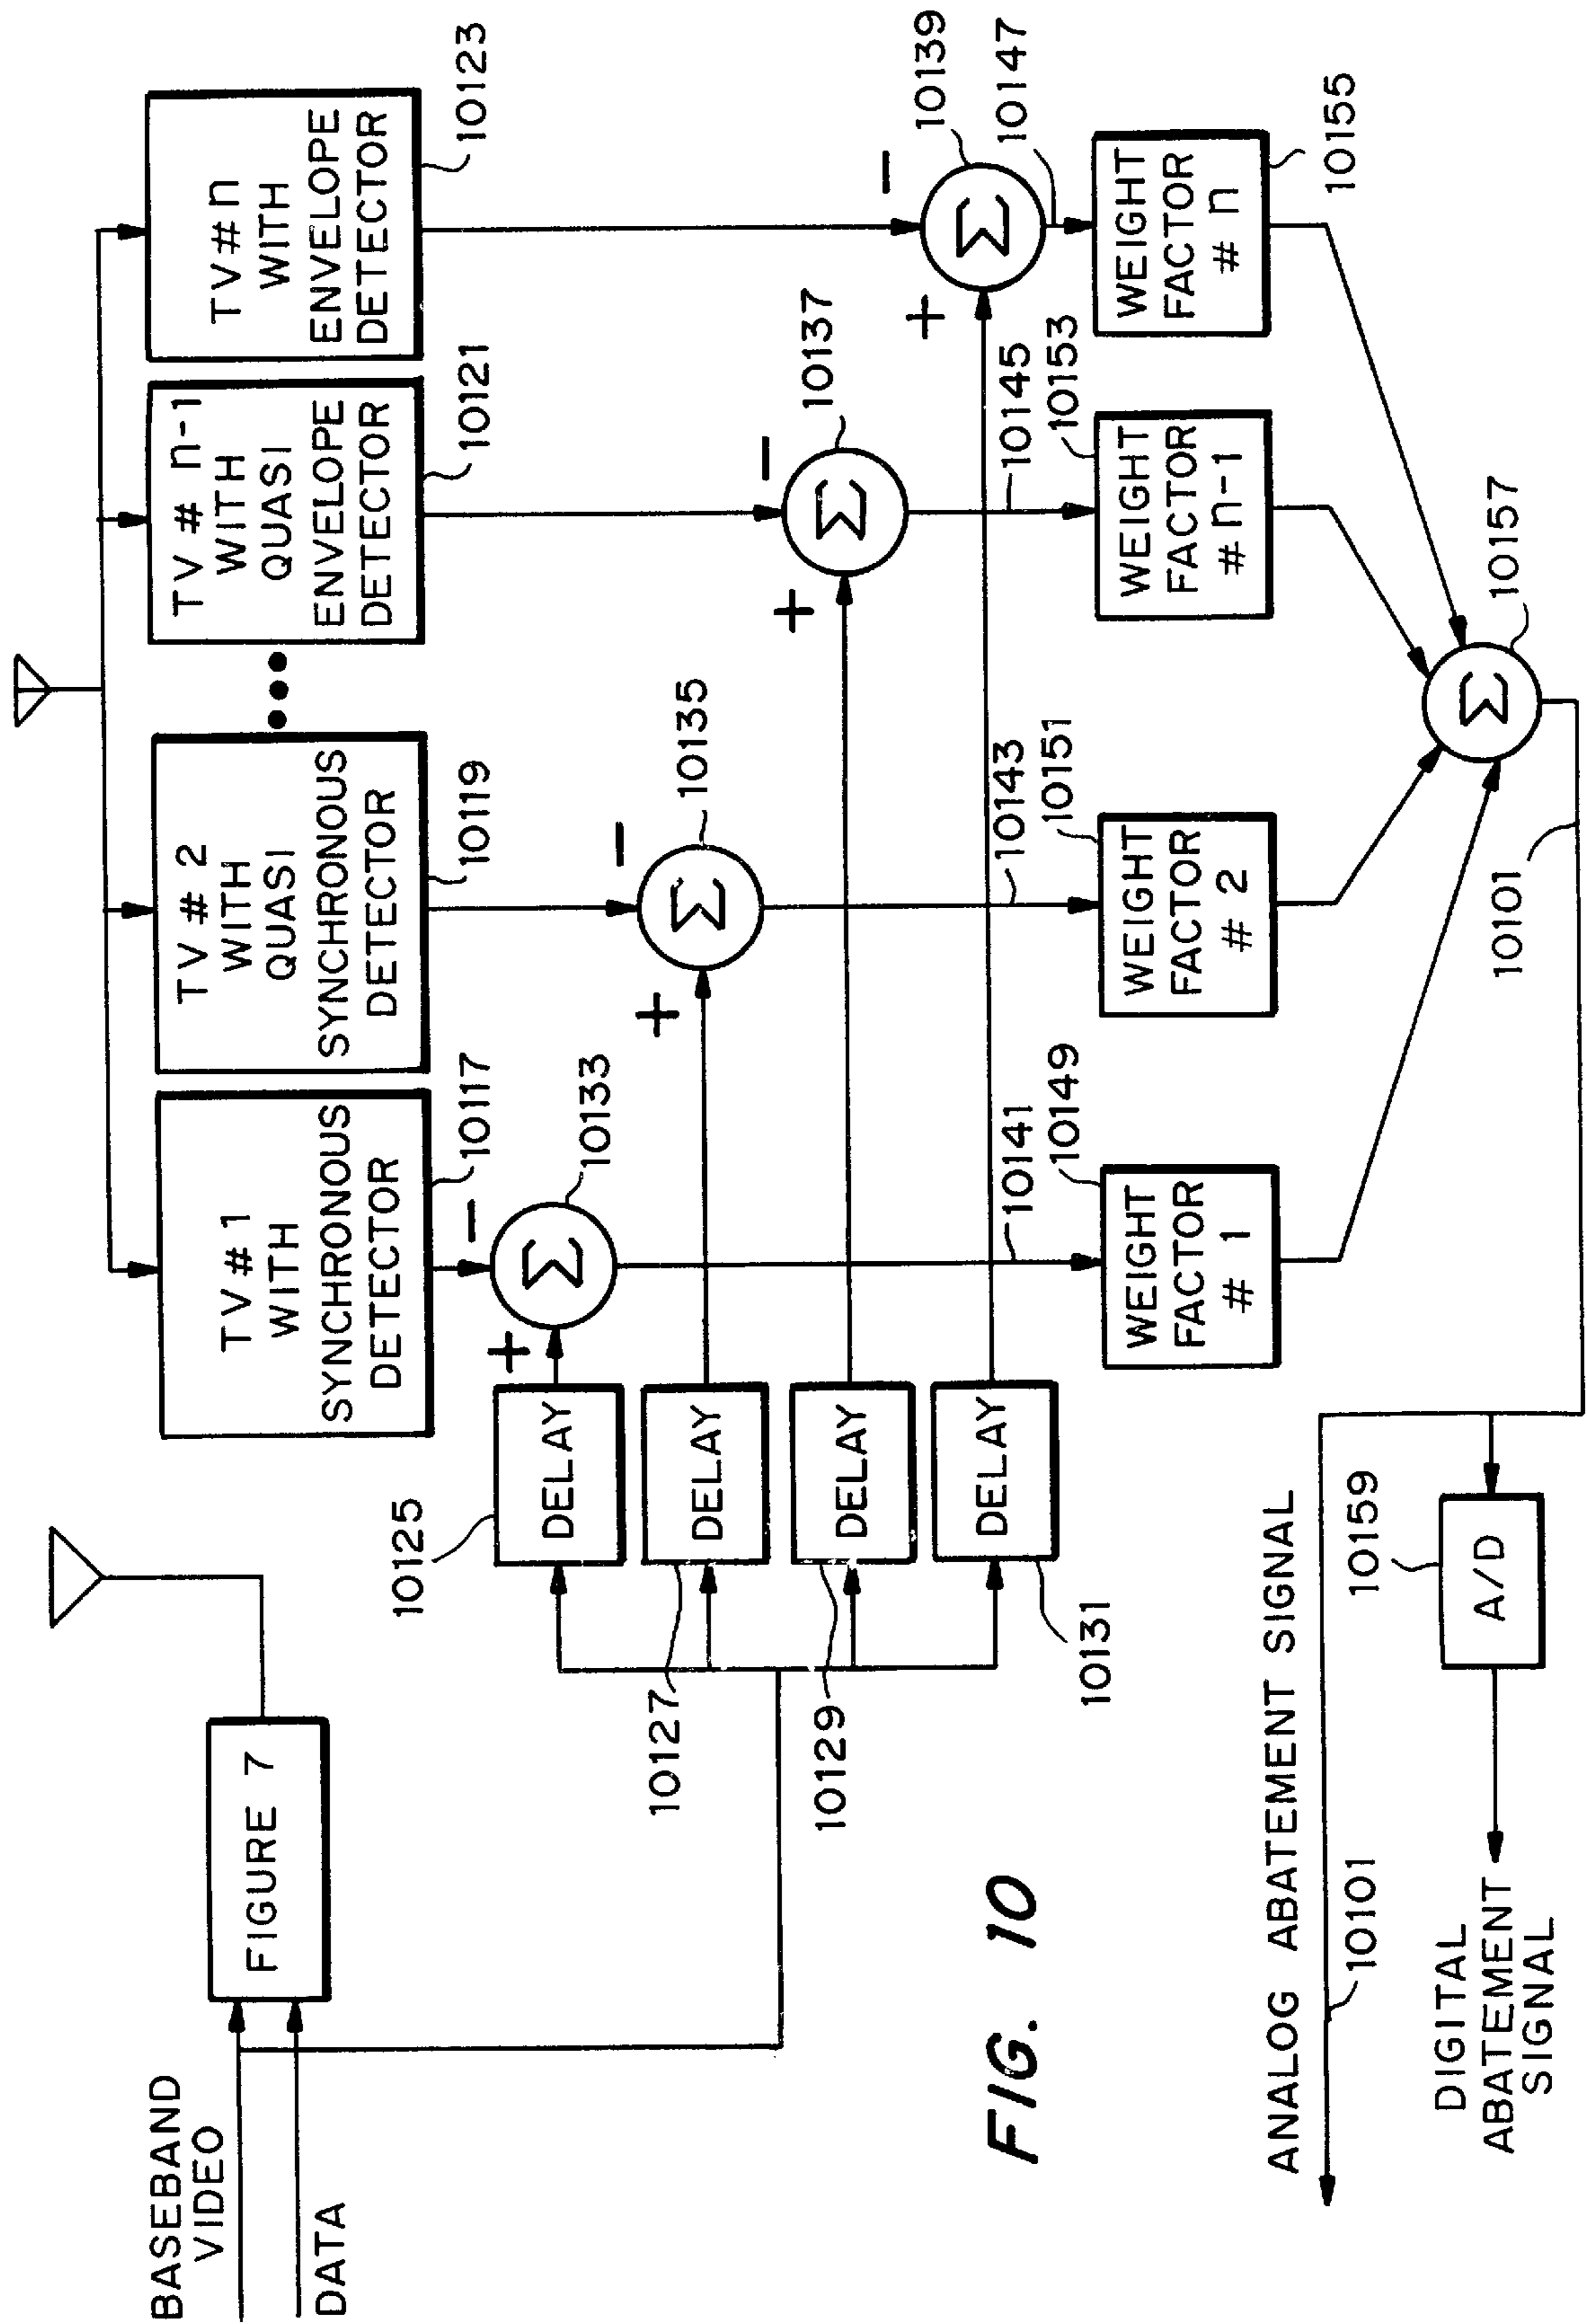 BASEBAND
VIDEO
DATA
FIGURE 7
TV # 1
WITH
SYNCHRONOUS
DETECTOR
10117
TV # 2
WITH
QUASI
SYNCHRONOUS
DETECTOR
10119
TV # n-1
WITH
QUASI
ENVELOPE
DETECTOR
10121
TV # n
WITH
ENVELOPE
DETECTOR
10123
10125
DELAY
10127
DELAY
10129
DELAY
10131
DELAY
+
-
Σ
10133
+
-
Σ
10135
+
-
Σ
10137
+
-
Σ
10139
10141
10143
10145
10147
10149
WEIGHT
FACTOR
# 1
10151
WEIGHT
FACTOR
# 2
10153
WEIGHT
FACTOR
# n-1
WEIGHT
FACTOR
# n
10155
Σ
10157
10101
ANALOG ABATEMENT SIGNAL
10101
10159
A/D
DIGITAL
ABATEMENT
SIGNAL
FIG. 10